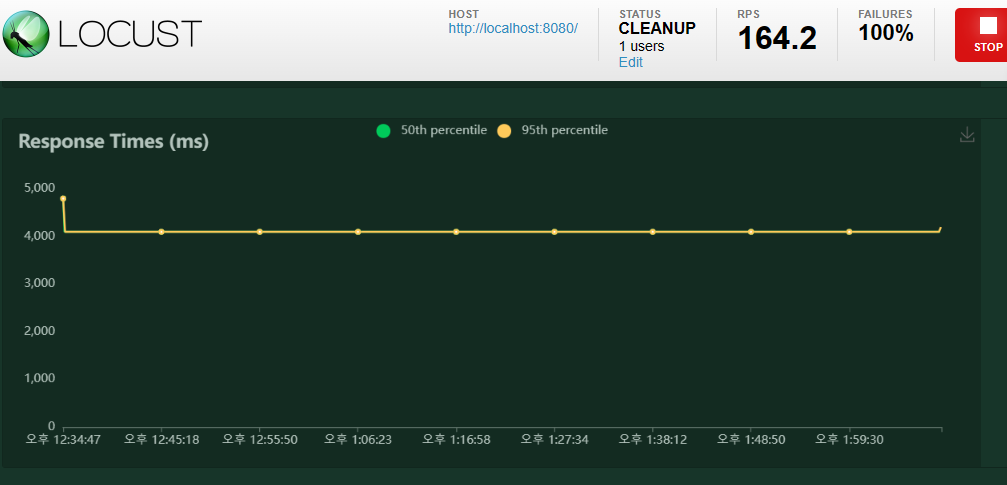 LOCUST
HOST
http://localhost:8080/
STATUS
CLEANUP
1 users
Edit
RPS
164.2
FAILURES
100%
STOP
Response Times (ms)
50th percentile
95th percentile
5,000
4,000
3,000
2,000
1,000
0
오후 12:34:47
오후 12:45:18
오후 12:55:50
오후 1:06:23
오후 1:16:58
오후 1:27:34
오후 1:38:12
오후 1:48:50
오후 1:59:30